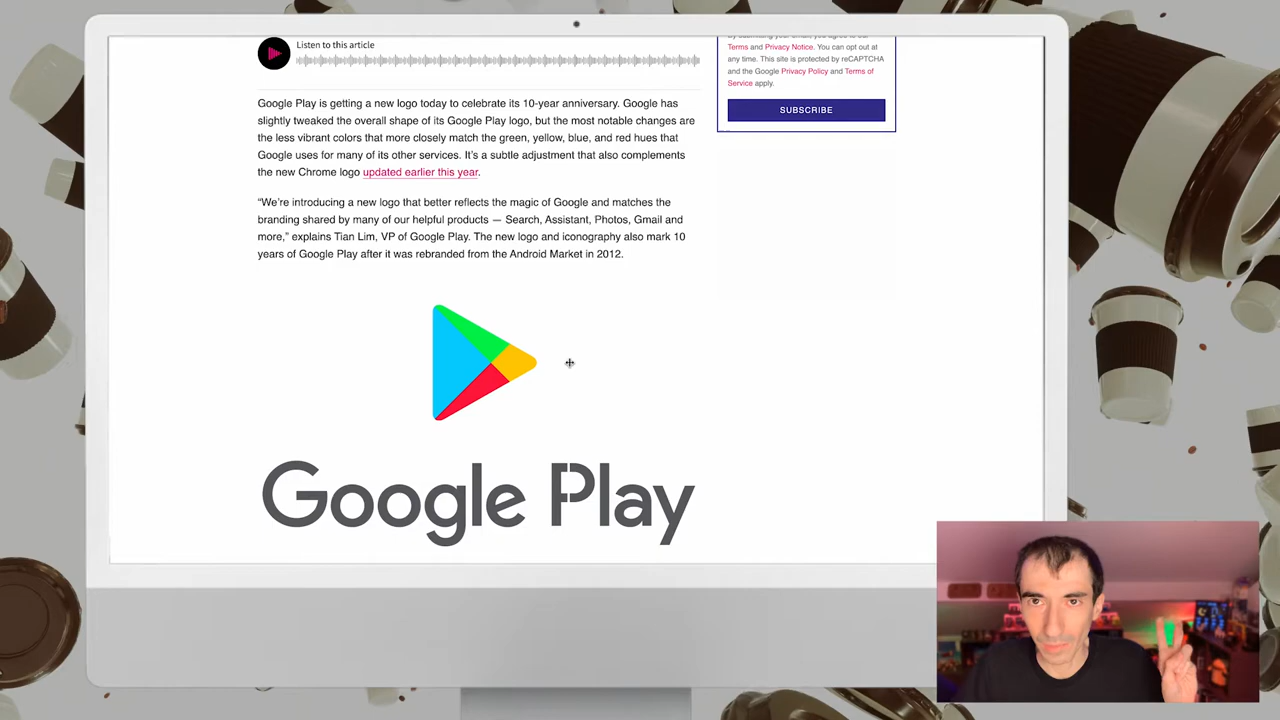 Listen to this article
Terms and Privacy Notice. You can opt out at
any time. This site is protected by reCAPTCHA
and the Google Privacy Policy and Terms of
Service apply.
SUBSCRIBE
Google Play is getting a new logo today to celebrate its 10-year anniversary. Google has
slightly tweaked the overall shape of its Google Play logo, but the most notable changes are
the less vibrant colors that more closely match the green, yellow, blue, and red hues that
Google uses for many of its other services. It’s a subtle adjustment that also complements
the new Chrome logo updated earlier this year.
“We’re introducing a new logo that better reflects the magic of Google and matches the
branding shared by many of our helpful products — Search, Assistant, Photos, Gmail and
more,” explains Tian Lim, VP of Google Play. The new logo and iconography also mark 10
years of Google Play after it was rebranded from the Android Market in 2012.
Google Play